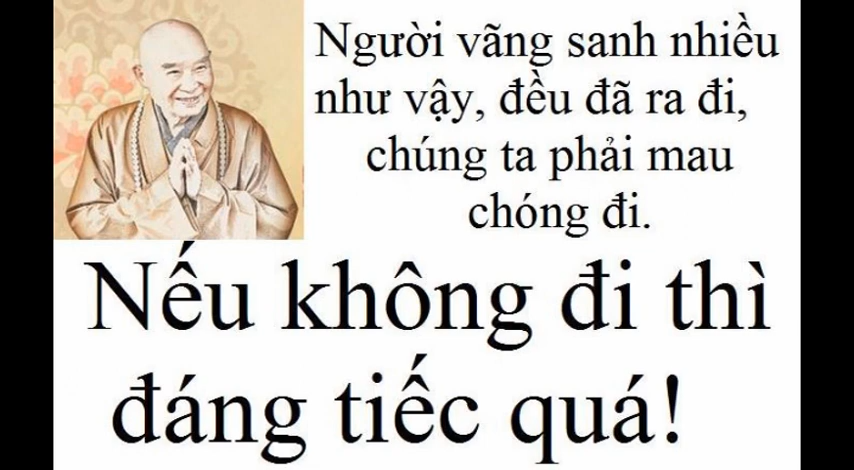 Người vãng sanh nhiều
như vậy, đều đã ra đi,
chúng ta phải mau
chóng đi.
Nếu không đi thì
đáng tiếc quá!